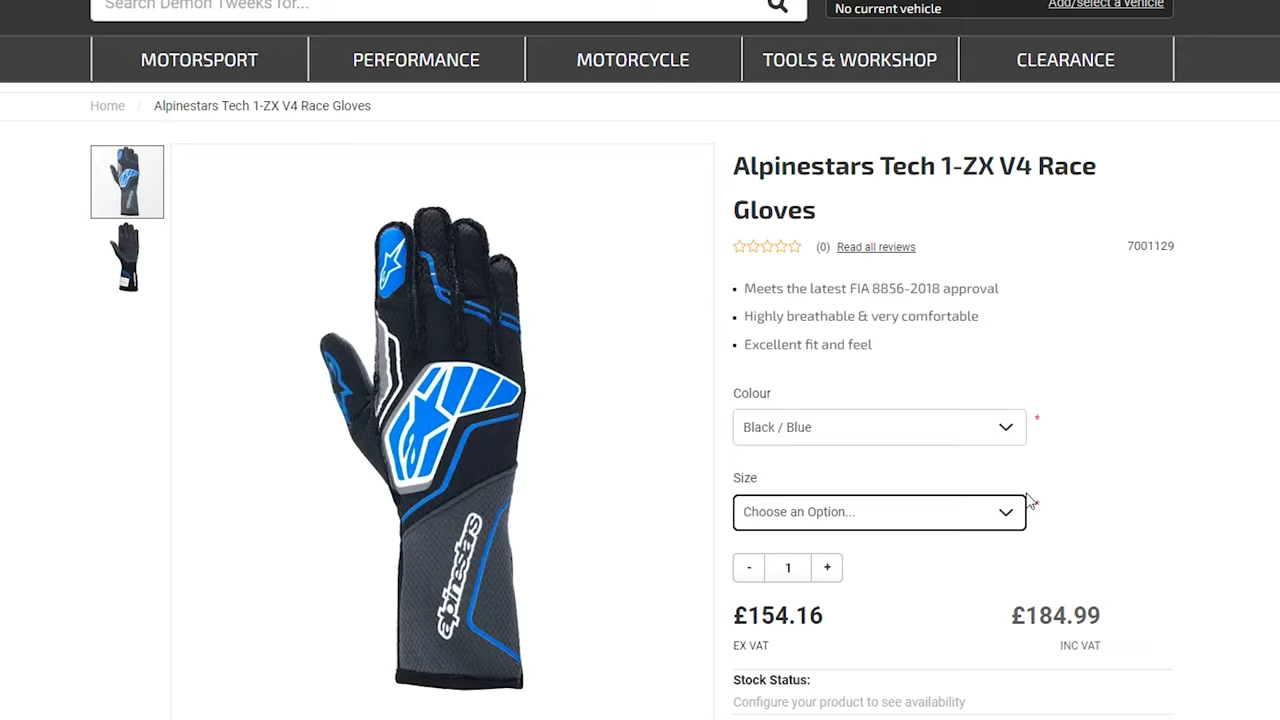 Search Demon Tweeks for...
No current vehicle
Add/select a vehicle
MOTORSPORT
PERFORMANCE
MOTORCYCLE
TOOLS & WORKSHOP
CLEARANCE
Home / Alpinestars Tech 1-ZX V4 Race Gloves
Alpinestars Tech 1-ZX V4 Race
Gloves
(0) Read all reviews
7001129
Meets the latest FIA 8856-2018 approval
Highly breathable & very comfortable
Excellent fit and feel
Colour
Black / Blue
*
Size
Choose an Option...
*
- 1 +
£154.16
£184.99
EX VAT
INC VAT
Stock Status:
Configure your product to see availability
alpinestars